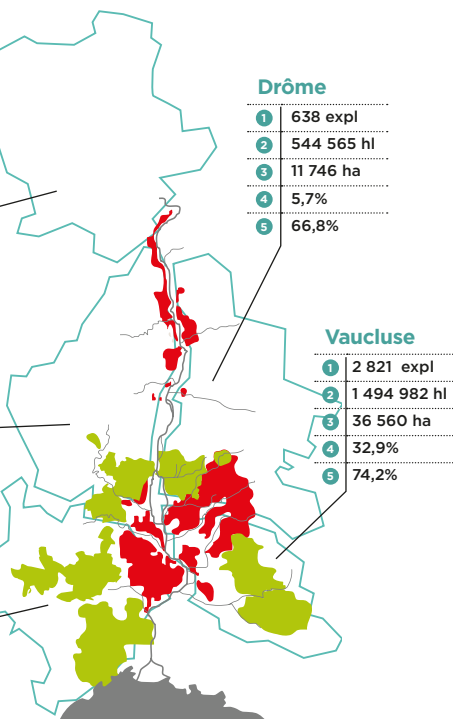 Drôme
1 638 expl
2 544 565 hl
3 11 746 ha
4 5,7%
5 66,8%
Vaucluse
1 2 821 expl
2 1 494 982 hl
3 36 560 ha
4 32,9%
5 74,2%